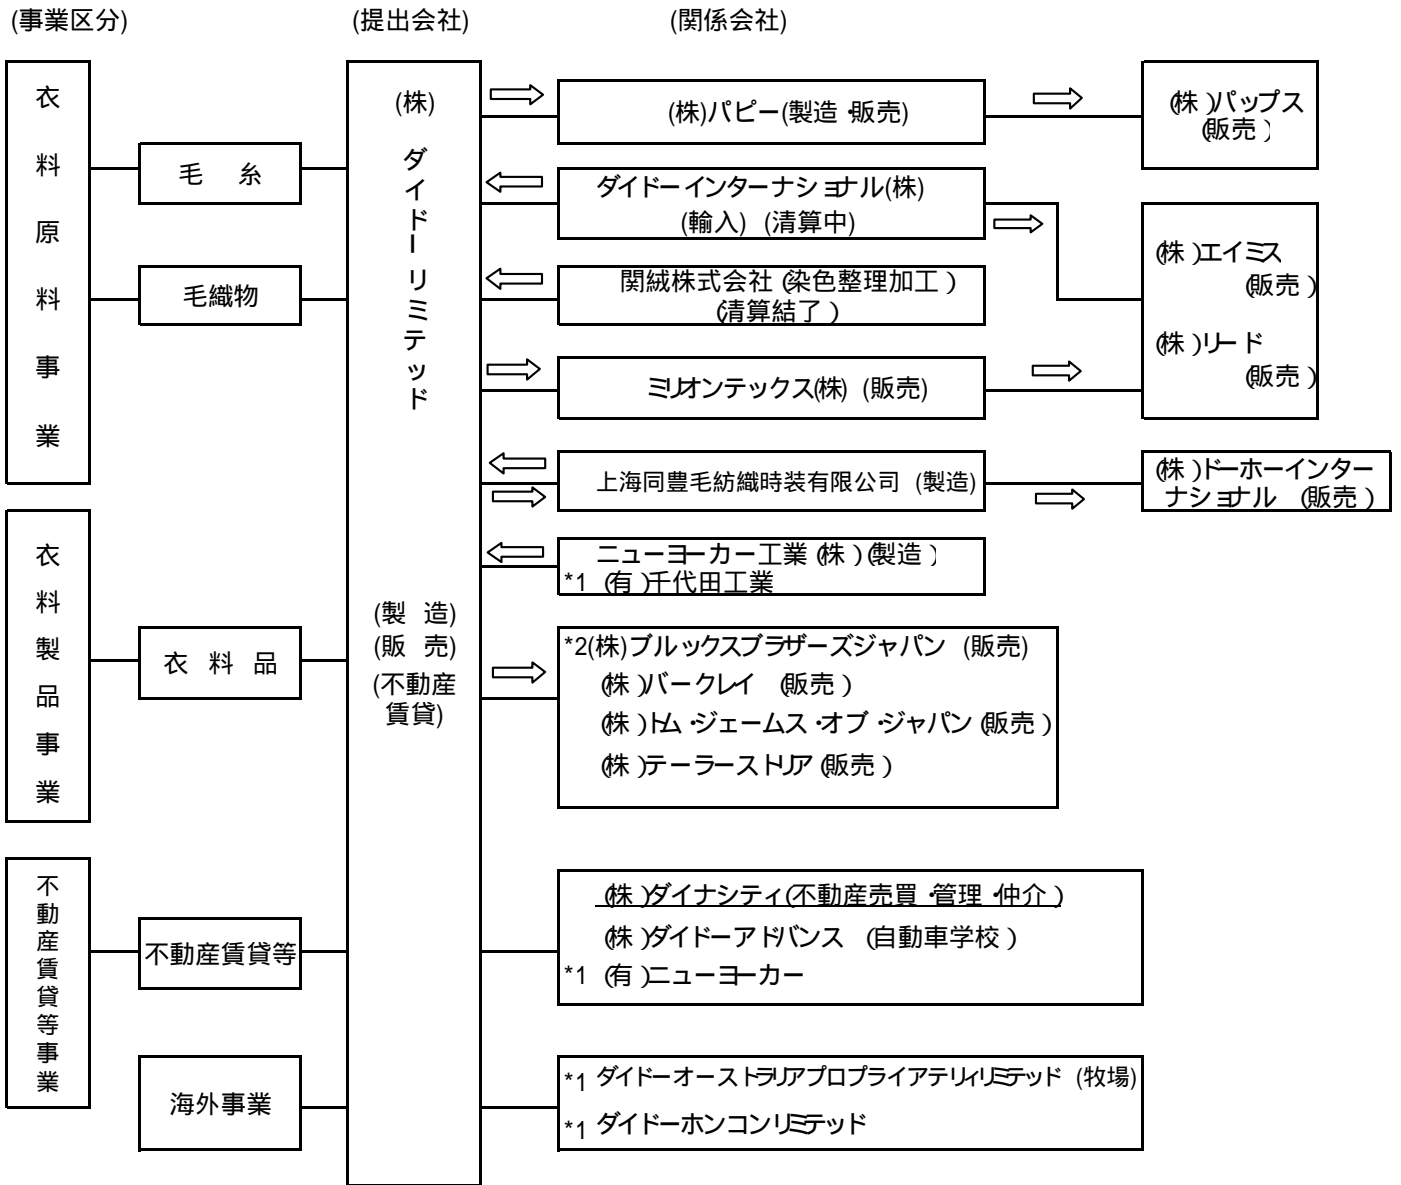 (事業区分)
(提出会社)
(関係会社)
衣料原料事業
毛　糸
毛織物
衣料製品事業
衣 料 品
不動産賃貸等事業
不動産賃貸等
海外事業
(株)ダイドーリミテッド
(製 造)
(販 売)
(不動産
賃貸)
(株)パピー(製造・販売)
(株)パップス
(販売)
ダイドーインターナショナル(株)
(輸入) (清算中)
関絨株式会社(染色整理加工)
(清算結了)
(株)エイミス
(販売)
(株)リード
(販売)
ミリオンテックス(株) (販売)
上海同豊毛紡織時装有限公司 (製造)
(株)ドーホーインター
ナショナル (販売)
ニューヨーカー工業(株)(製造)
*1 (有)千代田工業
*2(株)ブルックスブラザーズジャパン (販売)
(株)バークレイ (販売)
(株)トム・ジェームス・オブ・ジャパン(販売)
(株)テーラーストリア(販売)
(株)ダイナシティ(不動産売買・管理・仲介)
(株)ダイドーアドバンス (自動車学校)
*1 (有)ニューヨーカー
*1 ダイドーオーストラリアプロプライアテリィリミテッド (牧場)
*1 ダイドーホンコンリミテッド